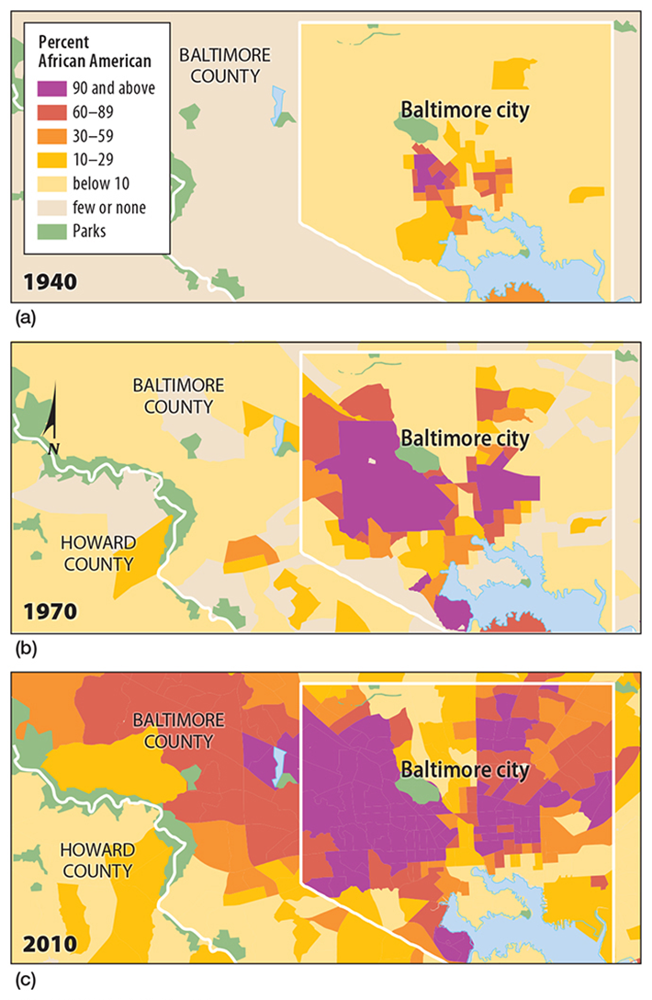 Percent
African American
90 and above
60–89
30–59
10–29
below 10
few or none
Parks
BALTIMORE
COUNTY
Baltimore city
1940
(a)
BALTIMORE
COUNTY
Baltimore city
N
HOWARD
COUNTY
1970
(b)
BALTIMORE
COUNTY
Baltimore city
HOWARD
COUNTY
2010
(c)